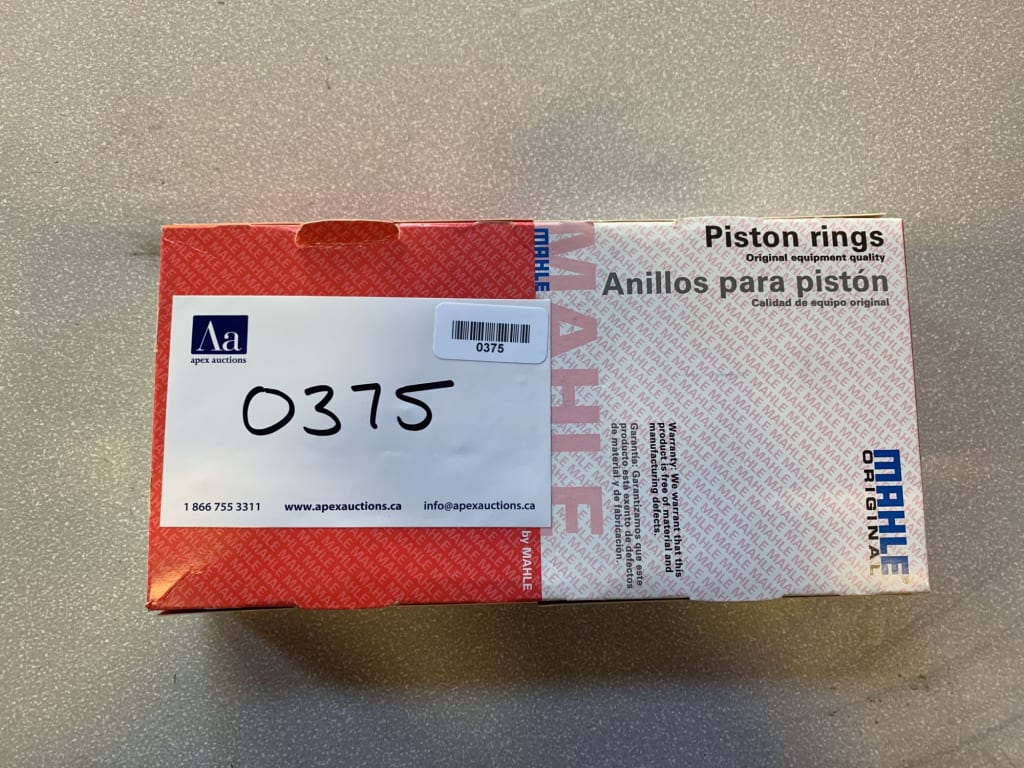 Piston rings
Original equipment quality
Anillos para pistón
Calidad de equipo original
MAHLE
MAHLE
Aa
apex auctions
0375
0375
1 866 755 3311 www.apexauctions.ca info@apexauctions.ca
by MAHLE
Warranty: We warrant that this
product is free of material and
manufacturing defects.
Garantía: Garantizamos que este
producto está exento de defectos
de material y de fabricación.
MAHLE
ORIGINAL